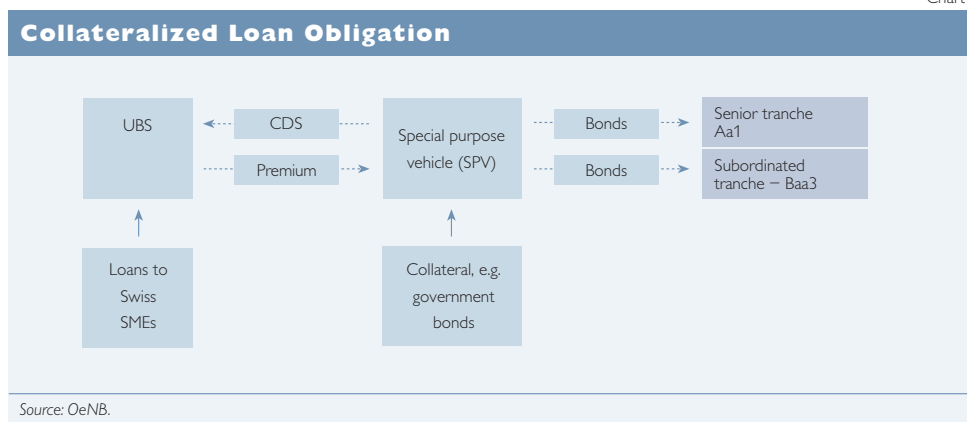 Chart
Collateralized Loan Obligation
UBS
CDS
Premium
Special purpose
vehicle (SPV)
Bonds
Bonds
Senior tranche
Aa1
Subordinated
tranche – Baa3
Loans to
Swiss
SMEs
Collateral, e.g.
government
bonds
Source: OeNB.